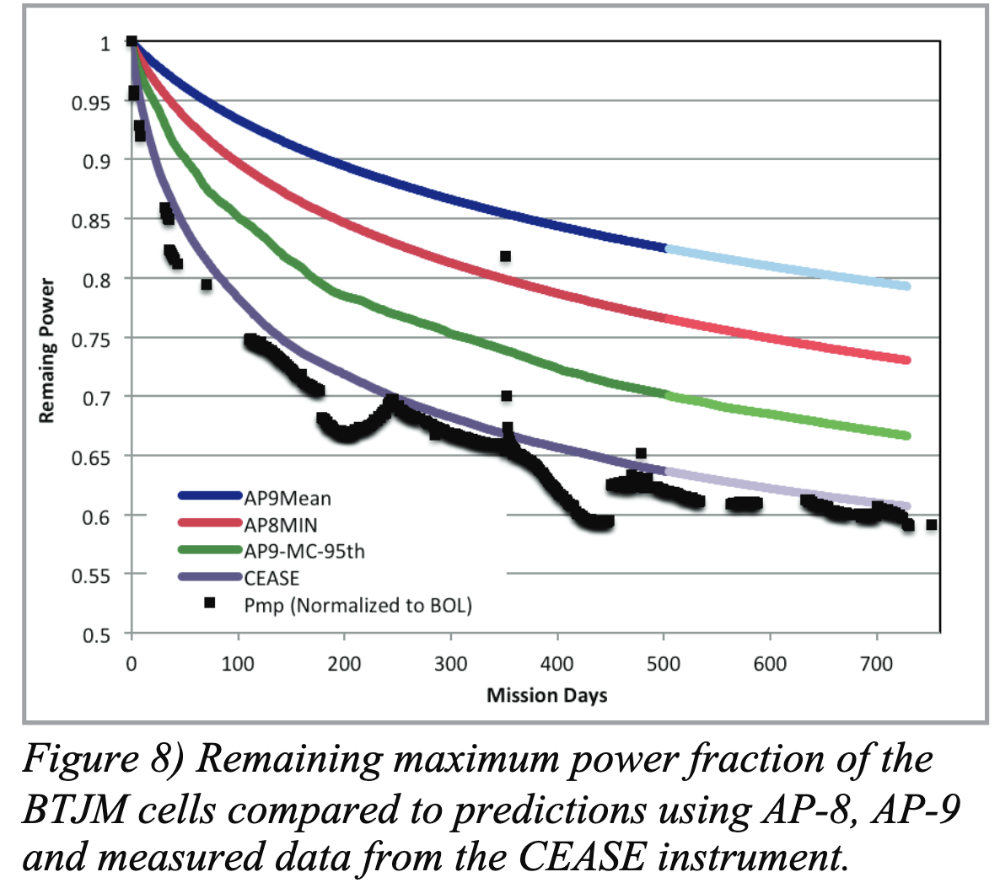 1
0.95
0.9
0.85
0.8
0.75
0.7
0.65
0.6
0.55
0.5
Remaing Power
AP9Mean
AP8MIN
AP9-MC-95th
CEASE
Pmp (Normalized to BOL)
0 100 200 300 400 500 600 700
Mission Days
Figure 8) Remaining maximum power fraction of the
BTJM cells compared to predictions using AP-8, AP-9
and measured data from the CEASE instrument.